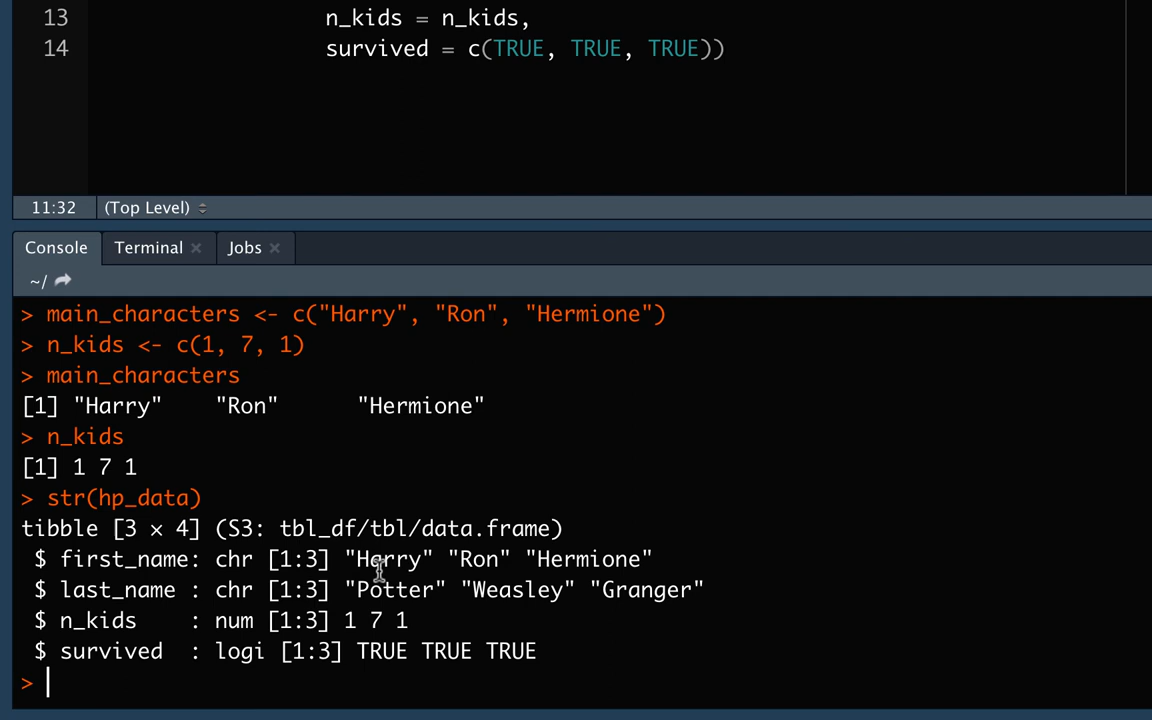 13 n_kids = n_kids,
14 survived = c(TRUE, TRUE, TRUE))
11:32 (Top Level)
Console Terminal Jobs
~/
> main_characters <- c("Harry", "Ron", "Hermione")
> n_kids <- c(1, 7, 1)
> main_characters
[1] "Harry" "Ron" "Hermione"
> n_kids
[1] 1 7 1
> str(hp_data)
tibble [3 × 4] (S3: tbl_df/tbl/data.frame)
$ first_name: chr [1:3] "Harry" "Ron" "Hermione"
$ last_name : chr [1:3] "Potter" "Weasley" "Granger"
$ n_kids : num [1:3] 1 7 1
$ survived : logi [1:3] TRUE TRUE TRUE
>